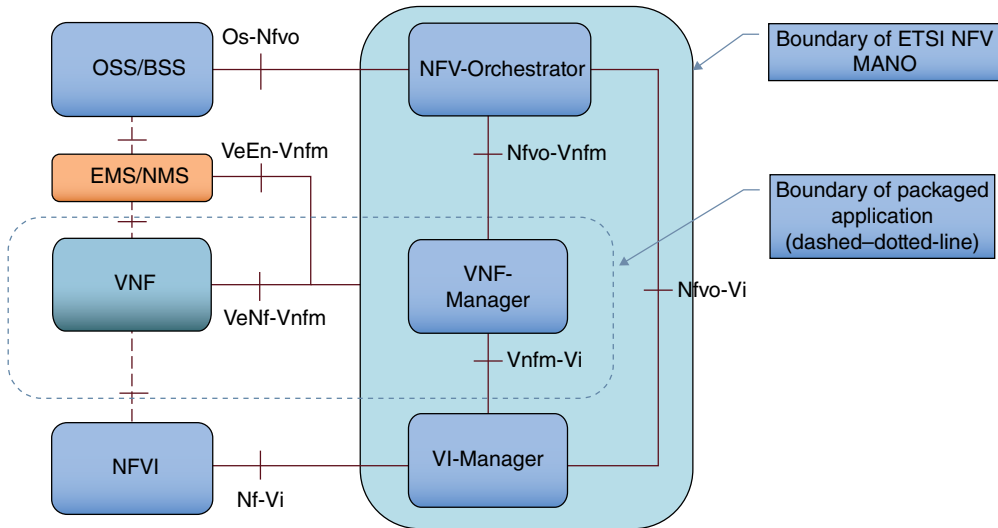 Os-Nfvo
OSS/BSS
NFV-Orchestrator
Boundary of ETSI NFV
MANO
VeEn-Vnfm
Nfvo-Vnfm
EMS/NMS
Boundary of packaged
application
(dashed–dotted-line)
VNF
VNF-
Manager
Nfvo-Vi
VeNf-Vnfm
Vnfm-Vi
NFVI
VI-Manager
Nf-Vi